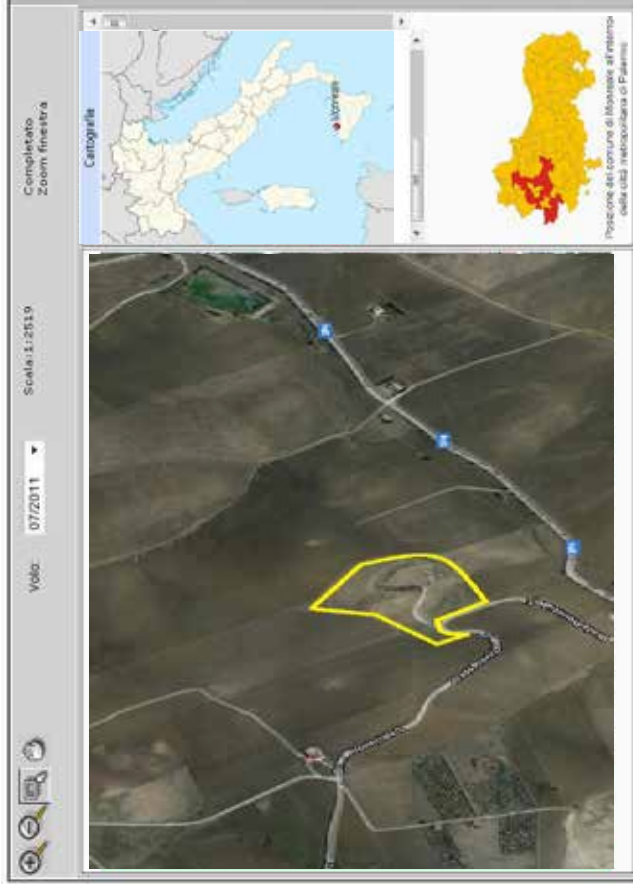 Volo:
07/2011
Scala:1:2519
Completato
Zoom finestra
Cartografia
Monreale
Posizione del comune di Monreale all'interno
della città metropolitana di Palermo